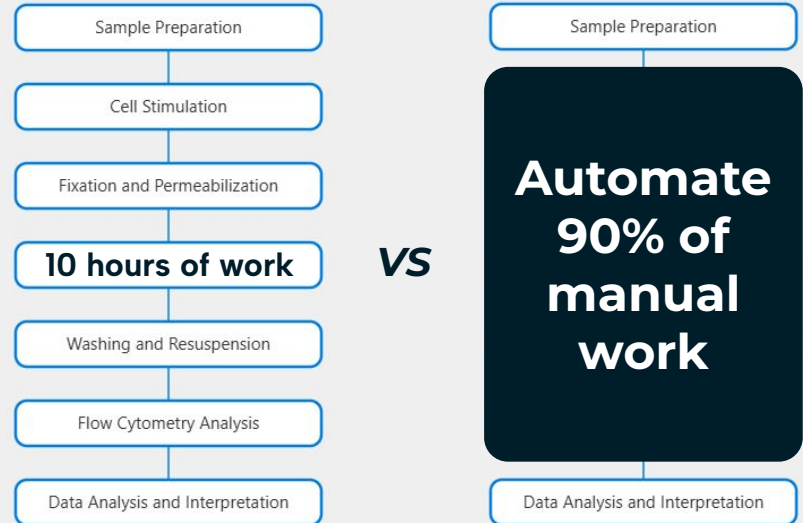 Sample Preparation
Cell Stimulation
Fixation and Permeabilization
10 hours of work
Washing and Resuspension
Flow Cytometry Analysis
Data Analysis and Interpretation
VS
Sample Preparation
Automate
90% of
manual
work
Data Analysis and Interpretation